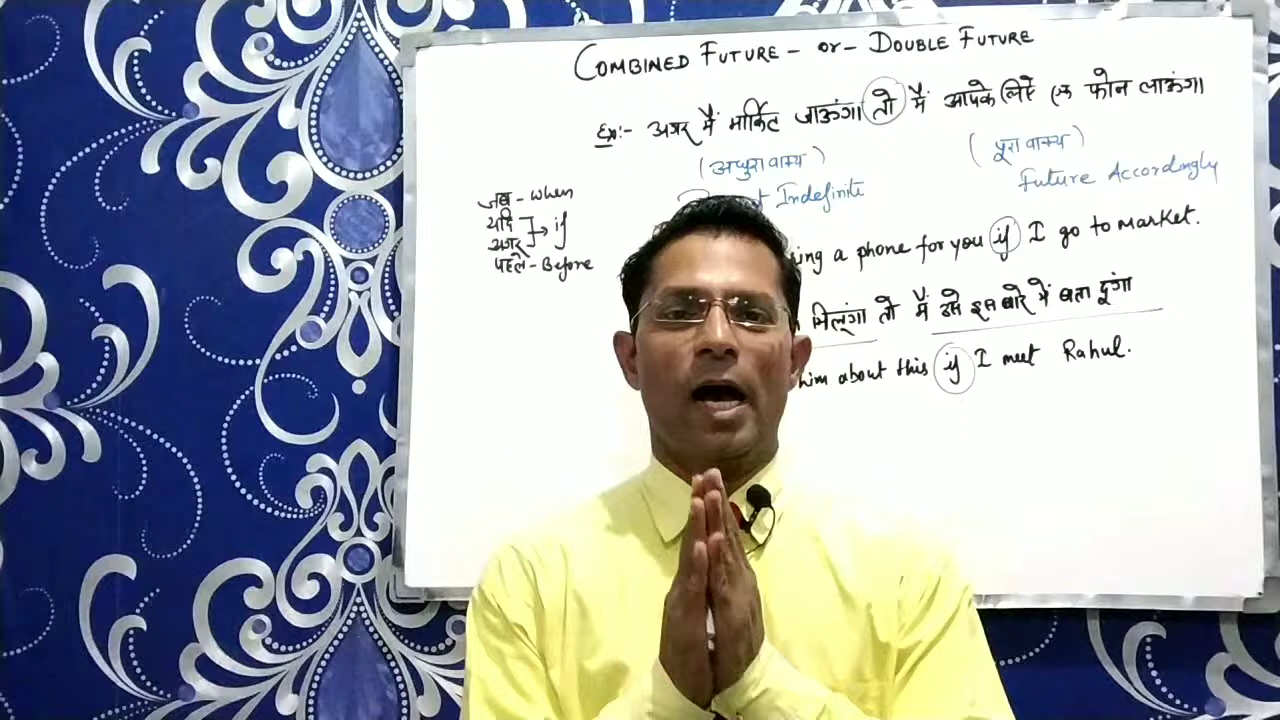 COMBINED FUTURE - or - DOUBLE FUTURE
Ex:- अगर मैं मार्किट जाऊंगा तो मैं आपके लिए एक फोन लाऊंगा
(अधुरा वाक्य) (पूरा वाक्य)
Indefinite Future Accordingly
जब - When
यदि
अगर → if
पहले - Before
a phone for you if I go to market.
मिलूंगा तो मैं उसे इस बारे में बता दूंगा
him about this if I meet Rahul.